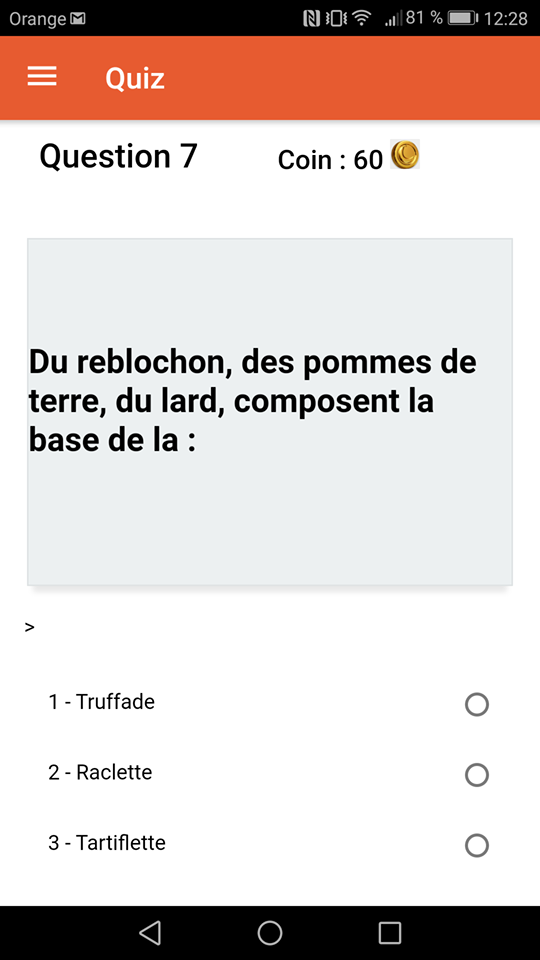 Orange 81 % 12:28
Quiz
Question 7 Coin : 60
Du reblochon, des pommes de
terre, du lard, composent la
base de la :
>
1 - Truffade
2 - Raclette
3 - Tartiflette